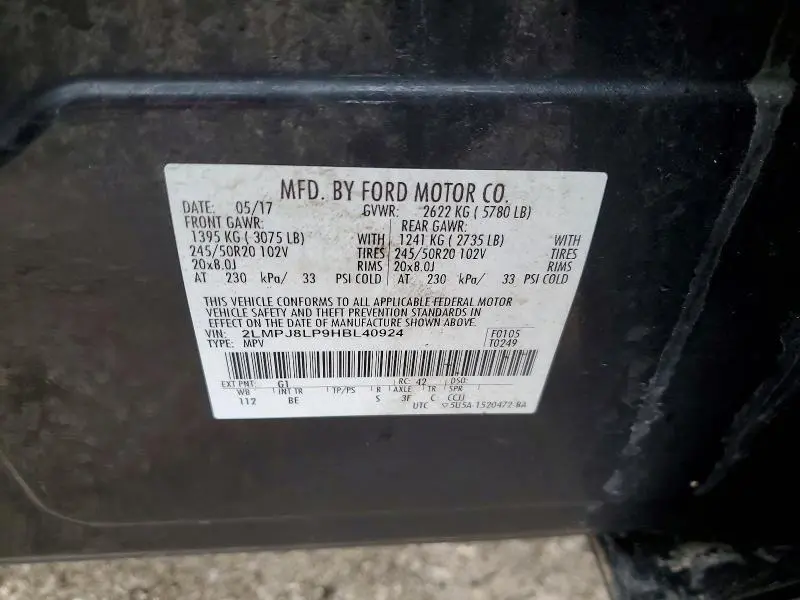 MFD. BY FORD MOTOR CO.
DATE: 05/17 GVWR: 2622 KG ( 5780 LB)
FRONT GAWR: REAR GAWR:
1395 KG ( 3075 LB) WITH 1241 KG ( 2735 LB)
245/50R20 102V TIRES 245/50R20 102V
20x8.0J RIMS 20x8.0J RIMS
AT 230 kPa/ 33 PSI COLD AT 230 kPa/ 33 PSI COLD
WITH
TIRES
THIS VEHICLE CONFORMS TO ALL APPLICABLE FEDERAL MOTOR
VEHICLE SAFETY AND THEFT PREVENTION STANDARDS IN
EFFECT ON THE DATE OF MANUFACTURE SHOWN ABOVE.
VIN: 2LMPJ8LP9HBL40924 F0105
TYPE: MPV T0249
EXT PNT: G1 RC: 42 DSO:
WB INT TR TP/PS R AXLE TR SPR
112 BE S 3F C CCJJ
UTC 5U5A-1520472-BA